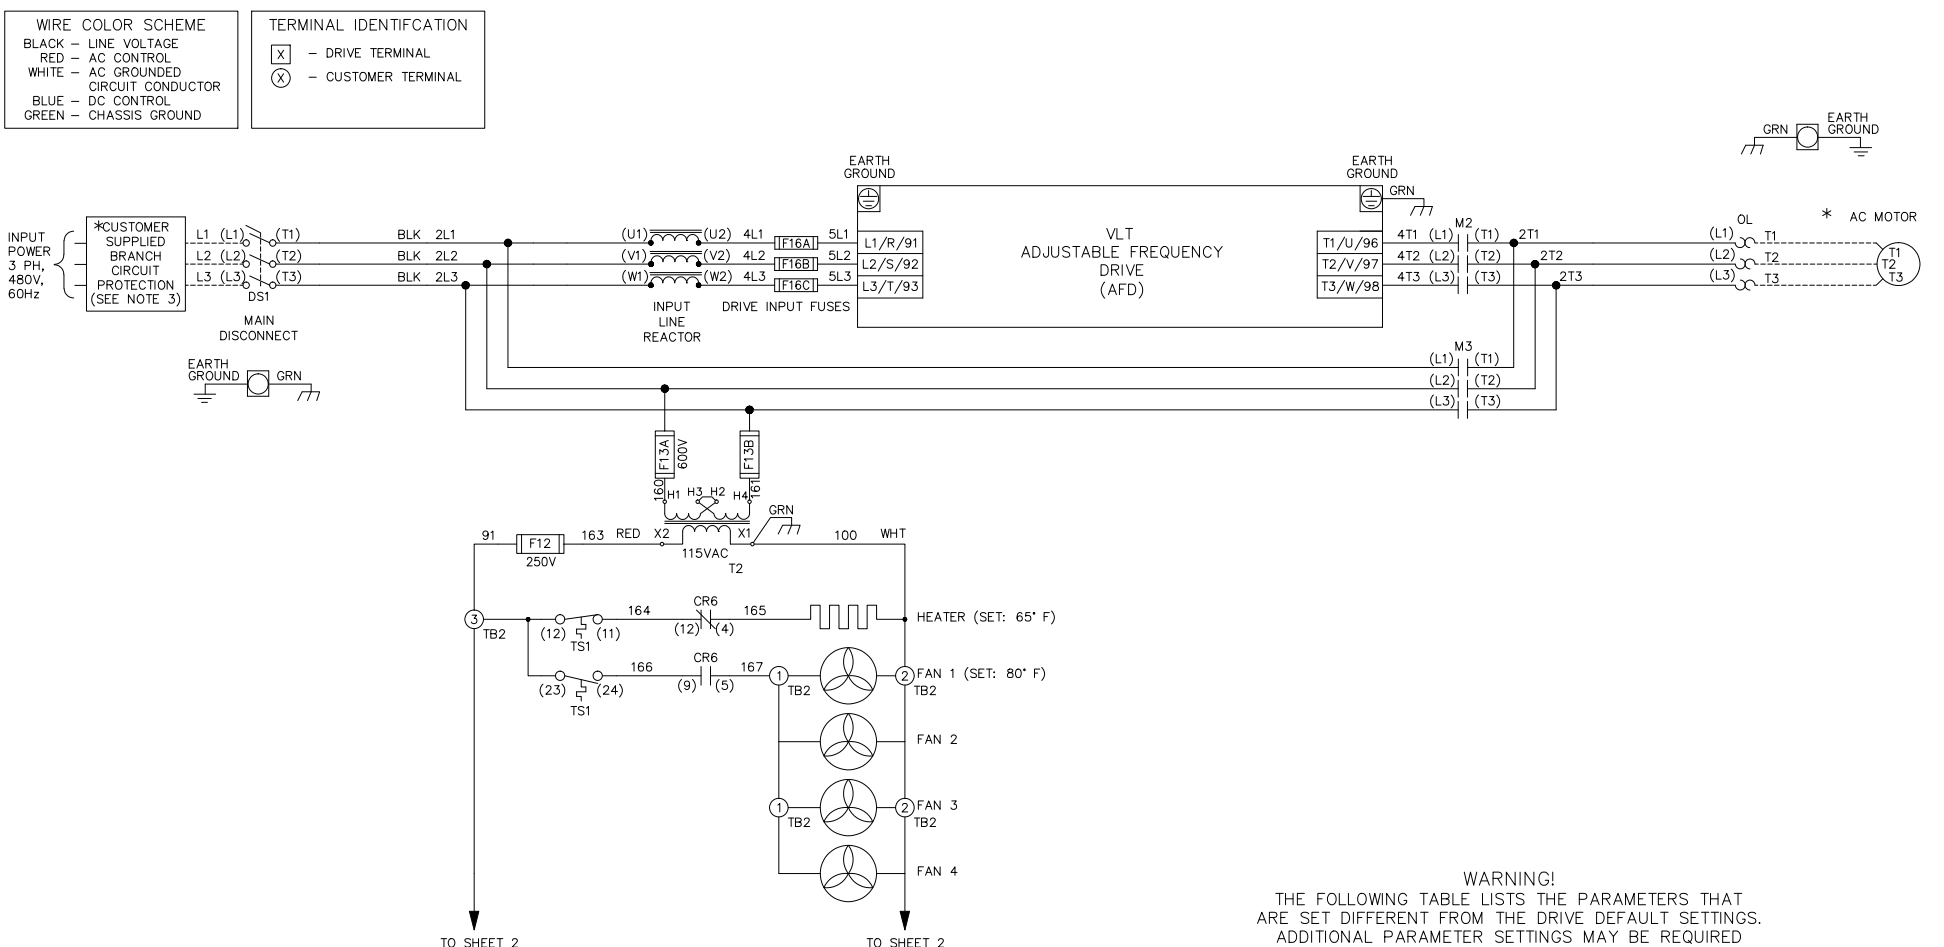 WIRE COLOR SCHEME
BLACK – LINE VOLTAGE
RED – AC CONTROL
WHITE – AC GROUNDED
CIRCUIT CONDUCTOR
BLUE – DC CONTROL
GREEN – CHASSIS GROUND
TERMINAL IDENTIFCATION
X – DRIVE TERMINAL
X – CUSTOMER TERMINAL
GRN
EARTH
GROUND
INPUT
POWER
3 PH,
480V,
60Hz
*CUSTOMER
SUPPLIED
BRANCH
CIRCUIT
PROTECTION
(SEE NOTE 3)
L1 (L1) (T1)
L2 (L2) (T2)
L3 (L3) (T3)
DS1
MAIN
DISCONNECT
BLK 2L1
BLK 2L2
BLK 2L3
(U1) (U2) 4L1 F16A 5L1
(V1) (V2) 4L2 F16B 5L2
(W1) (W2) 4L3 F16C 5L3
INPUT
LINE
REACTOR
DRIVE INPUT FUSES
EARTH
GROUND
L1/R/91
L2/S/92
L3/T/93
VLT
ADJUSTABLE FREQUENCY
DRIVE
(AFD)
EARTH
GROUND
GRN
T1/U/96
T2/V/97
T3/W/98
M2
4T1 (L1) (T1) 2T1
4T2 (L2) (T2) 2T2
4T3 (L3) (T3) 2T3
OL
(L1) T1
(L2) T2
(L3) T3
* AC MOTOR
T1
T2
T3
M3
(L1) (T1)
(L2) (T2)
(L3) (T3)
EARTH
GROUND
GRN
F13A
600V
F13B
160
161
H1 H3 H2 H4
GRN
91 F12 163 RED X2 X1 100 WHT
250V
115VAC
T2
3
TB2
(12) (11)
TS1
164
CR6
(12) (4)
165
HEATER (SET: 65° F)
(23) (24)
TS1
166
CR6
(9) (5)
167
1
TB2
2
TB2
FAN 1 (SET: 80° F)
FAN 2
1
TB2
2
TB2
FAN 3
FAN 4
TO SHEET 2
TO SHEET 2
WARNING!
THE FOLLOWING TABLE LISTS THE PARAMETERS THAT
ARE SET DIFFERENT FROM THE DRIVE DEFAULT SETTINGS.
ADDITIONAL PARAMETER SETTINGS MAY BE REQUIRED